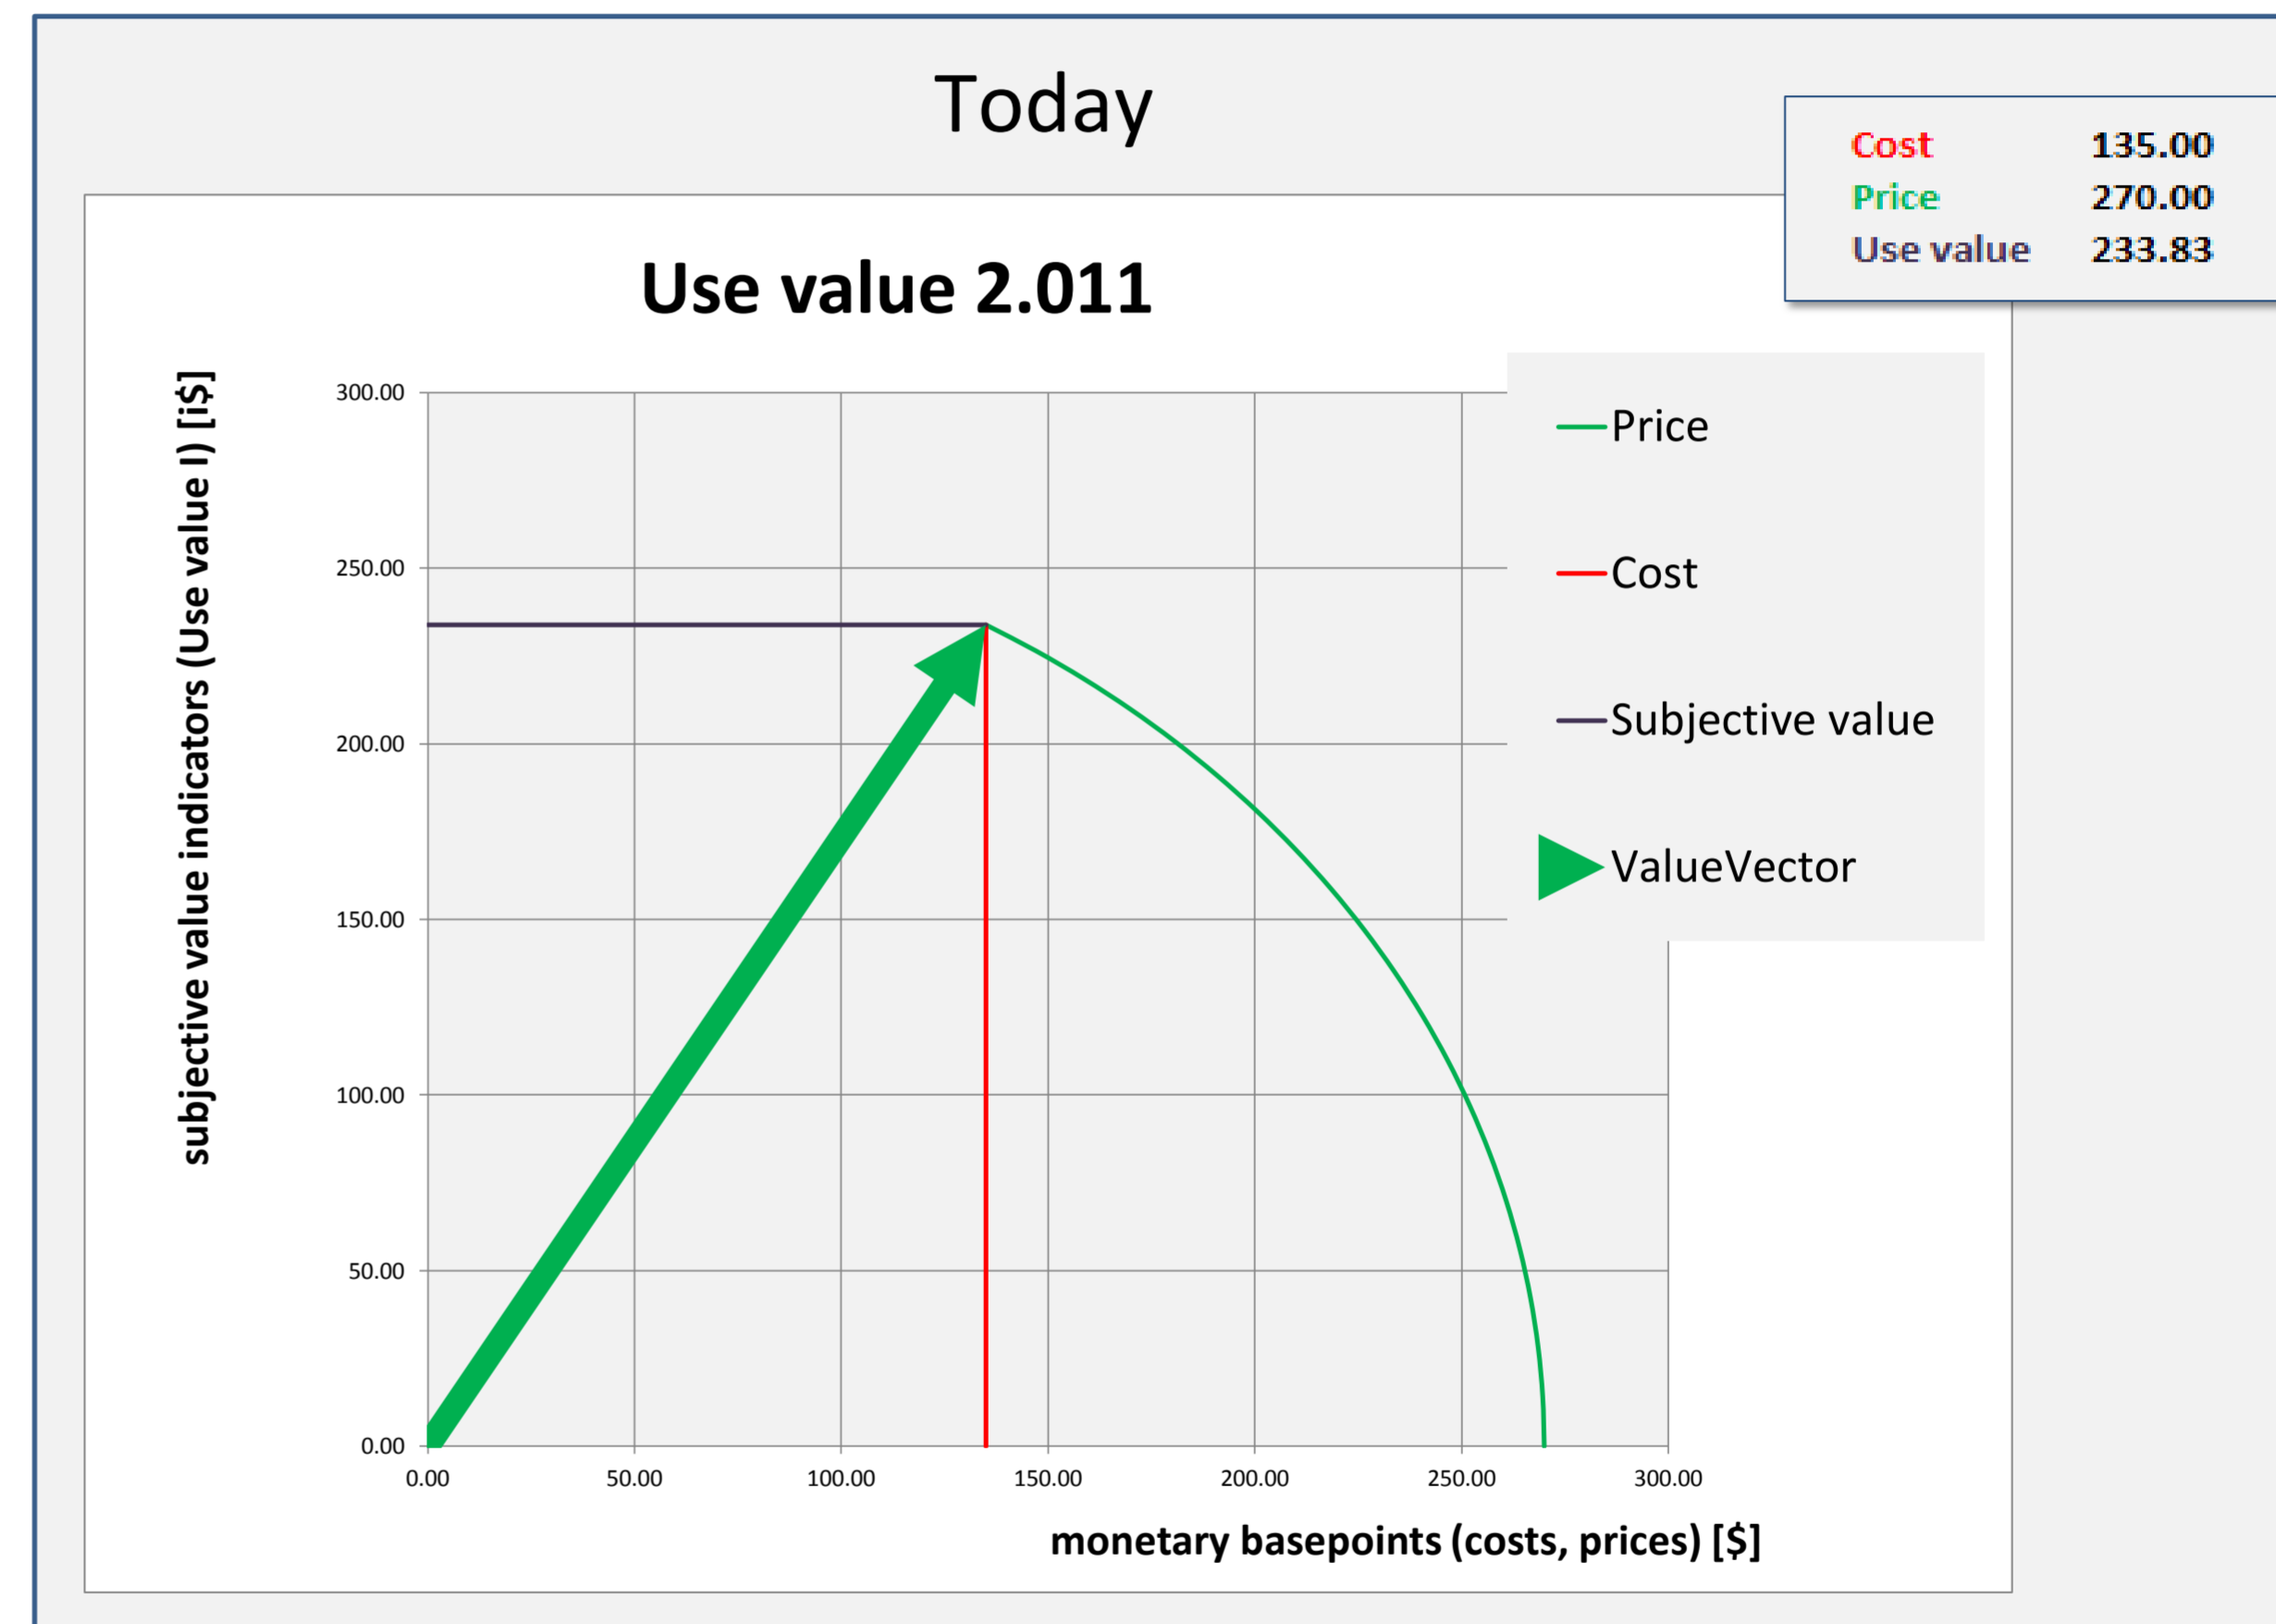 Today
Cost 135.00
Price 270.00
Use value 233.83
Use value 2.011
subjective value indicators (Use value I) [i$]
300.00
250.00
200.00
150.00
100.00
50.00
0.00
Price
Cost
Subjective value
ValueVector
0.00 50.00 100.00 150.00 200.00 250.00 300.00
monetary basepoints (costs, prices) [$]